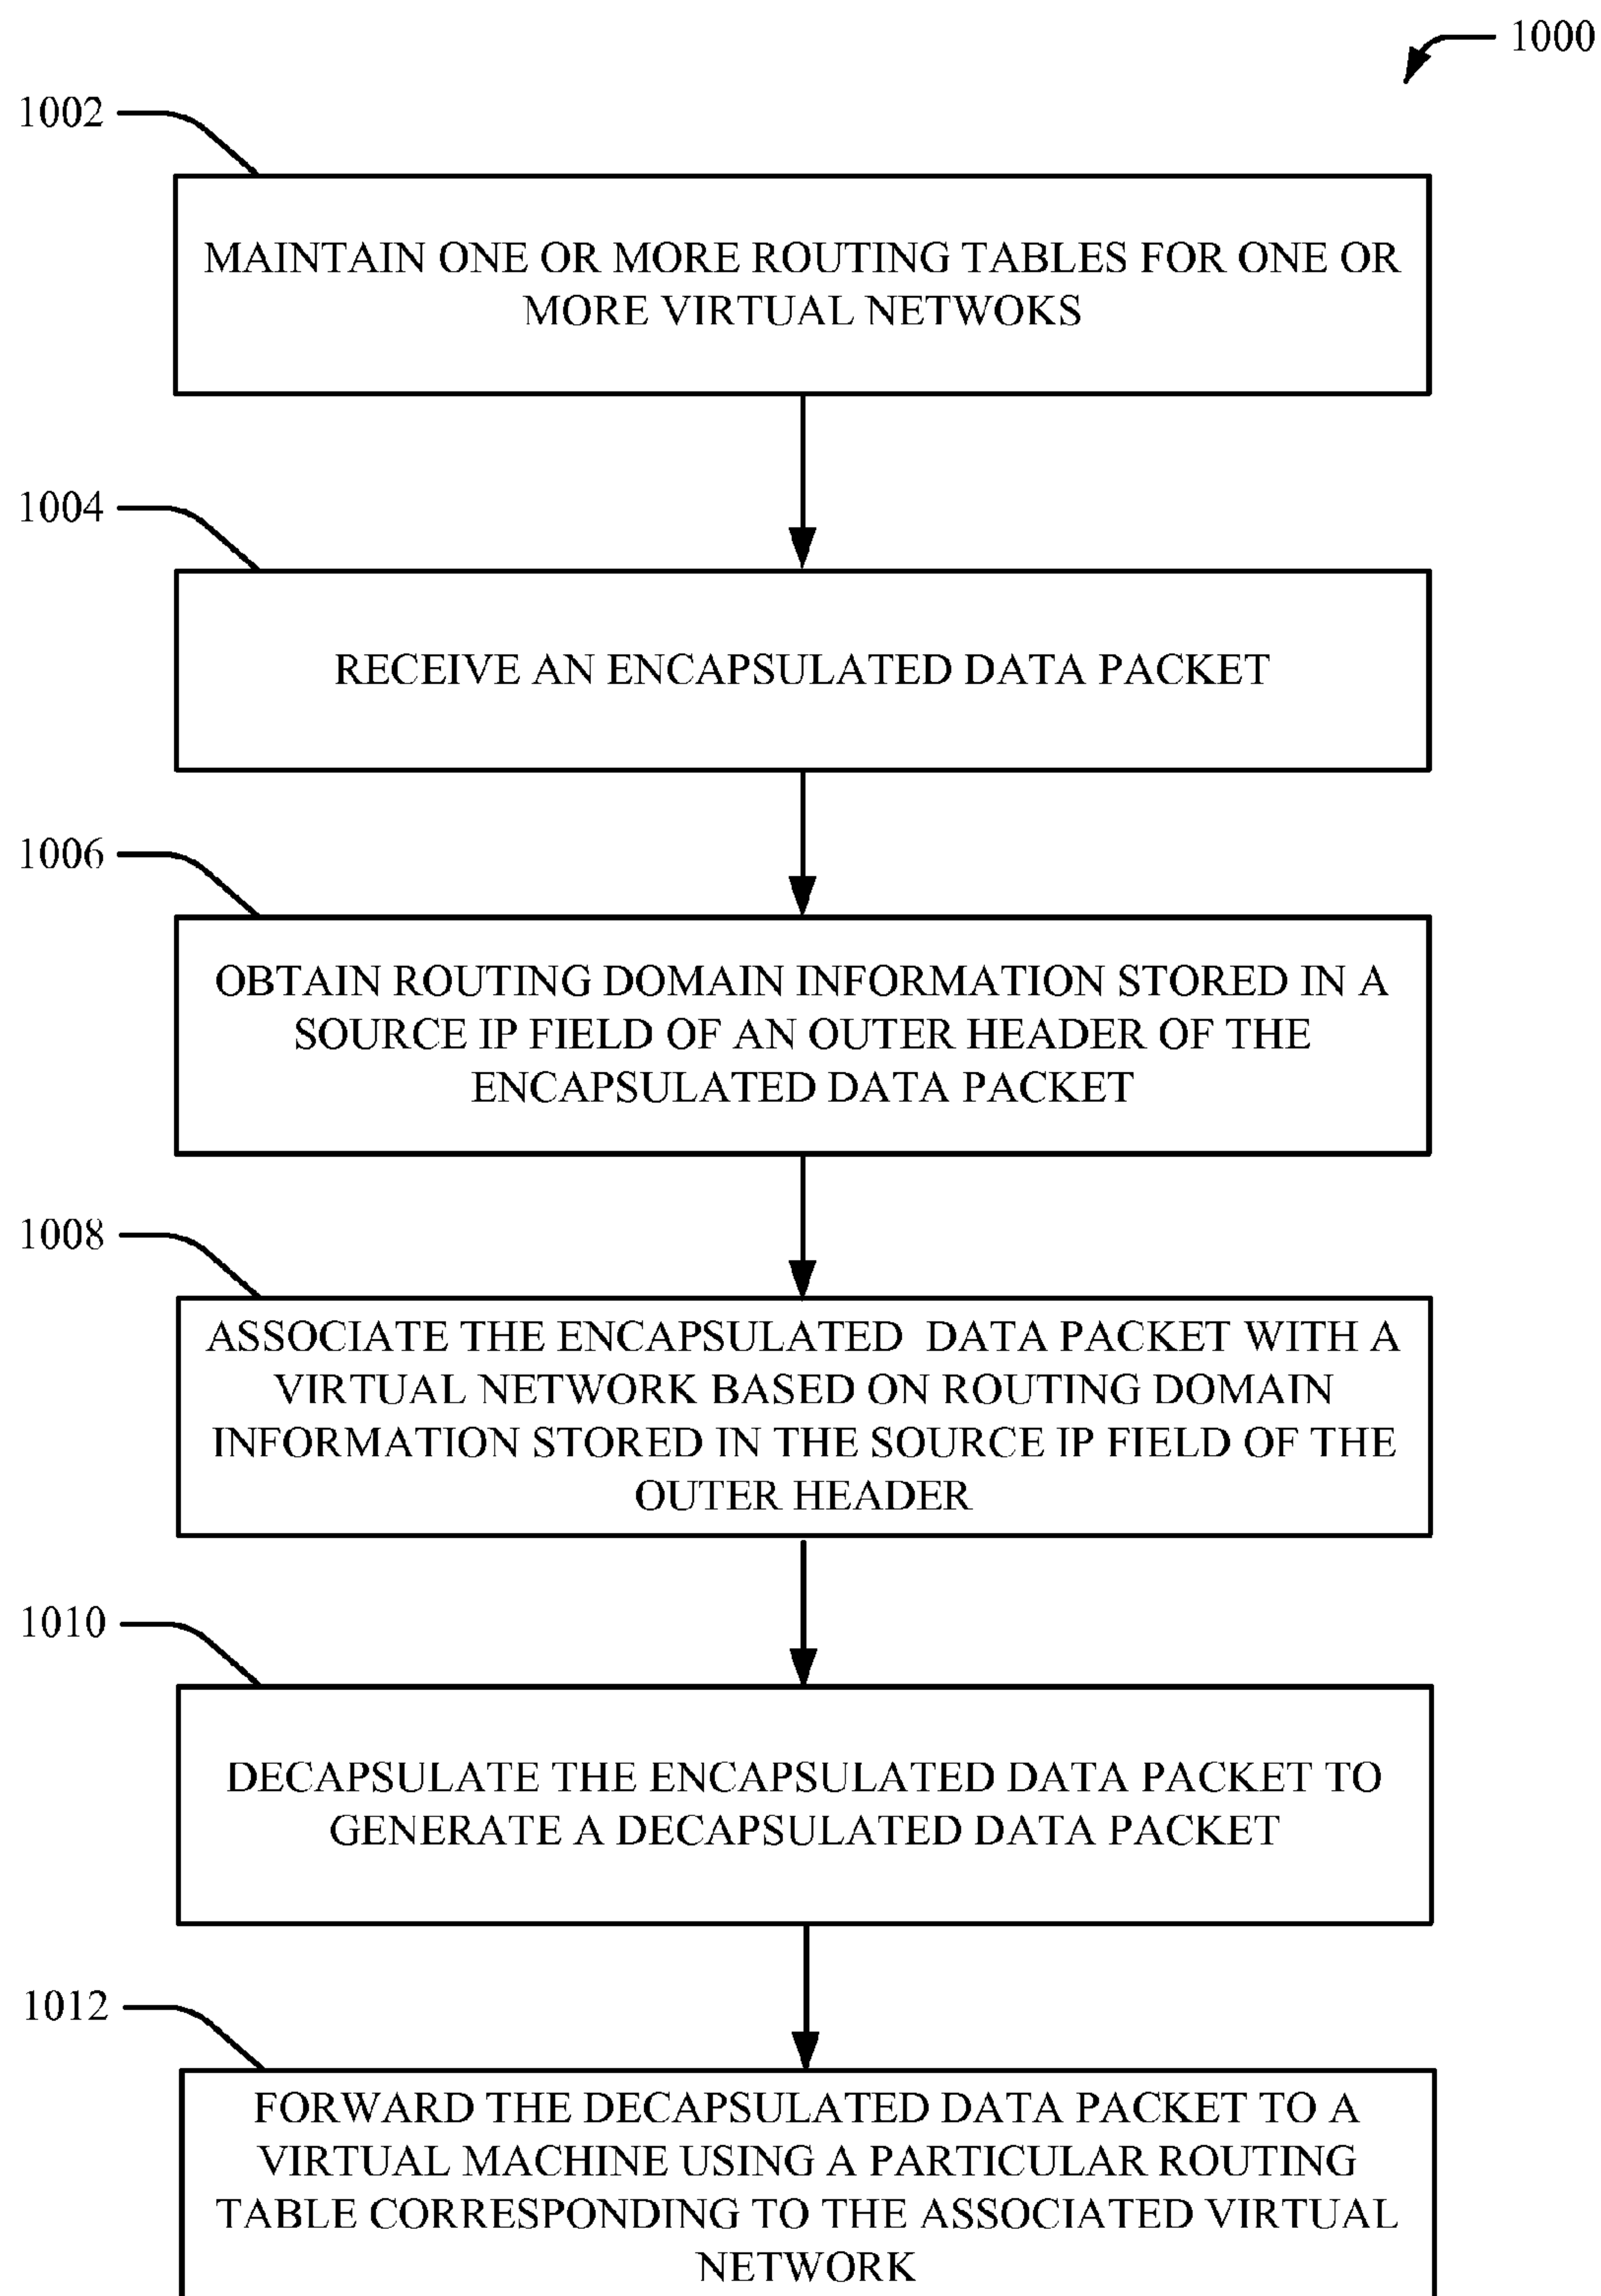 1000
1002
MAINTAIN ONE OR MORE ROUTING TABLES FOR ONE OR
MORE VIRTUAL NETWOKS
1004
RECEIVE AN ENCAPSULATED DATA PACKET
1006
OBTAIN ROUTING DOMAIN INFORMATION STORED IN A
SOURCE IP FIELD OF AN OUTER HEADER OF THE
ENCAPSULATED DATA PACKET
1008
ASSOCIATE THE ENCAPSULATED DATA PACKET WITH A
VIRTUAL NETWORK BASED ON ROUTING DOMAIN
INFORMATION STORED IN THE SOURCE IP FIELD OF THE
OUTER HEADER
1010
DECAPSULATE THE ENCAPSULATED DATA PACKET TO
GENERATE A DECAPSULATED DATA PACKET
1012
FORWARD THE DECAPSULATED DATA PACKET TO A
VIRTUAL MACHINE USING A PARTICULAR ROUTING
TABLE CORRESPONDING TO THE ASSOCIATED VIRTUAL
NETWORK